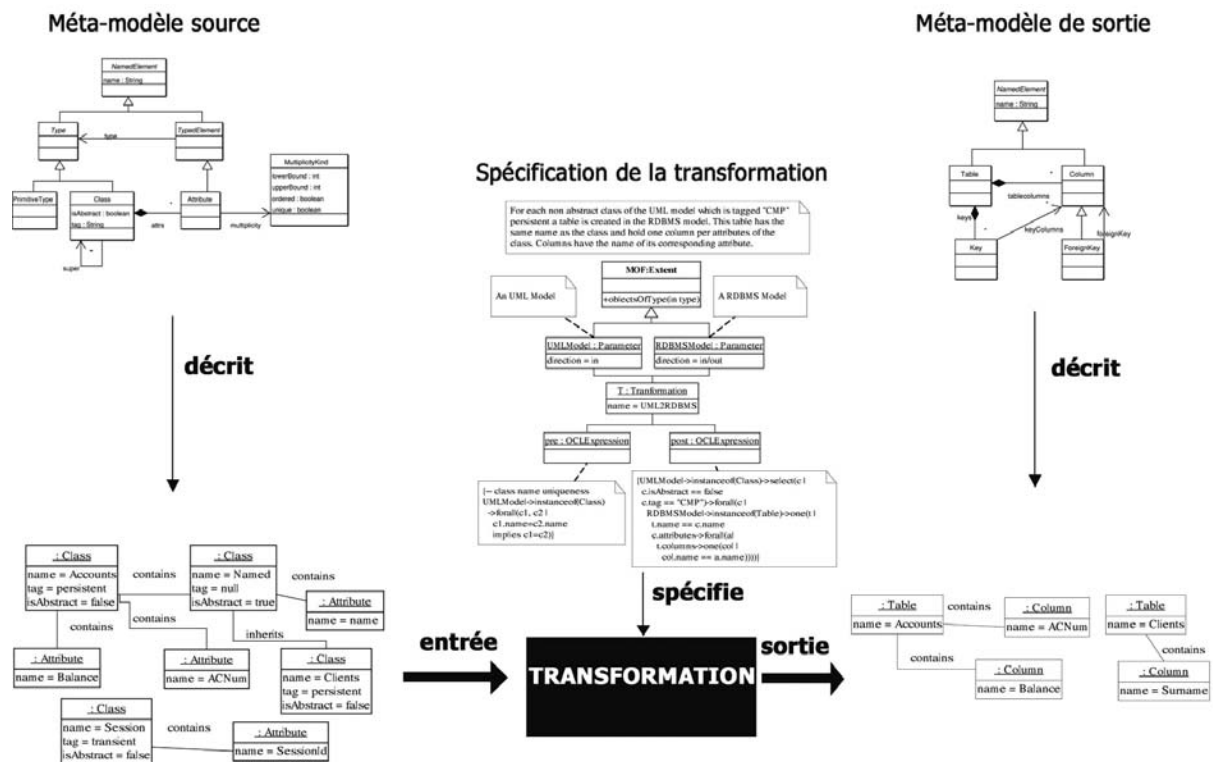 Méta-modèle source
NamedElement
name : String
Type
TypedElement
type
PrimitiveType
Class
isAbstract : boolean
tag : String
*
super
*
attrs
Attribute
multiplicity
MultiplicityKind
lowerBound : int
upperBound : int
ordered : boolean
unique : boolean
décrit
Spécification de la transformation
For each non abstract class of the UML model which is tagged "CMP"
persistent a table is created in the RDBMS model. This table has the
same name as the class and hold one column per attributes of the
class. Columns have the name of its corresponding attribute.
MOF:Extent
+objectsOfType(in type)
An UML Model
A RDBMS Model
UMLModel : Parameter
direction = in
RDBMSModel : Parameter
direction = in/out
T : Tranformation
name = UML2RDBMS
pre : OCLExpression
post : OCLExpression
[-- class name uniqueness
UMLModel->instanceof(Class)
->forall(c1, c2 |
c1.name=c2.name
implies c1=c2)]
[UMLModel->instanceof(Class)->select(c |
c.isAbstract == false
c.tag == "CMP")->forall(c |
RDBMSModel->instanceof(Table)->one(t |
t.name == c.name
c.attributes->forall(a|
t.columns->one(col |
col.name == a.name))))]
spécifie
Méta-modèle de sortie
NamedElement
name : String
Table
*
Column
tablecolumns
keys
*
*
keyColumns
foreignKey
Key
ForeignKey
décrit
: Class
name = Accounts
tag = persistent
isAbstract = false
contains
: Class
name = Named
tag = null
isAbstract = true
contains
: Attribute
name = name
contains
contains
inherits
: Attribute
name = Balance
: Attribute
name = ACNum
: Class
name = Clients
tag = persistent
isAbstract = false
: Class
name = Session
tag = transient
isAbstract = false
contains
: Attribute
name = SessionId
entrée
TRANSFORMATION
sortie
: Table
name = Accounts
contains
: Column
name = ACNum
contains
: Column
name = Balance
: Table
name = Clients
contains
: Column
name = Surname